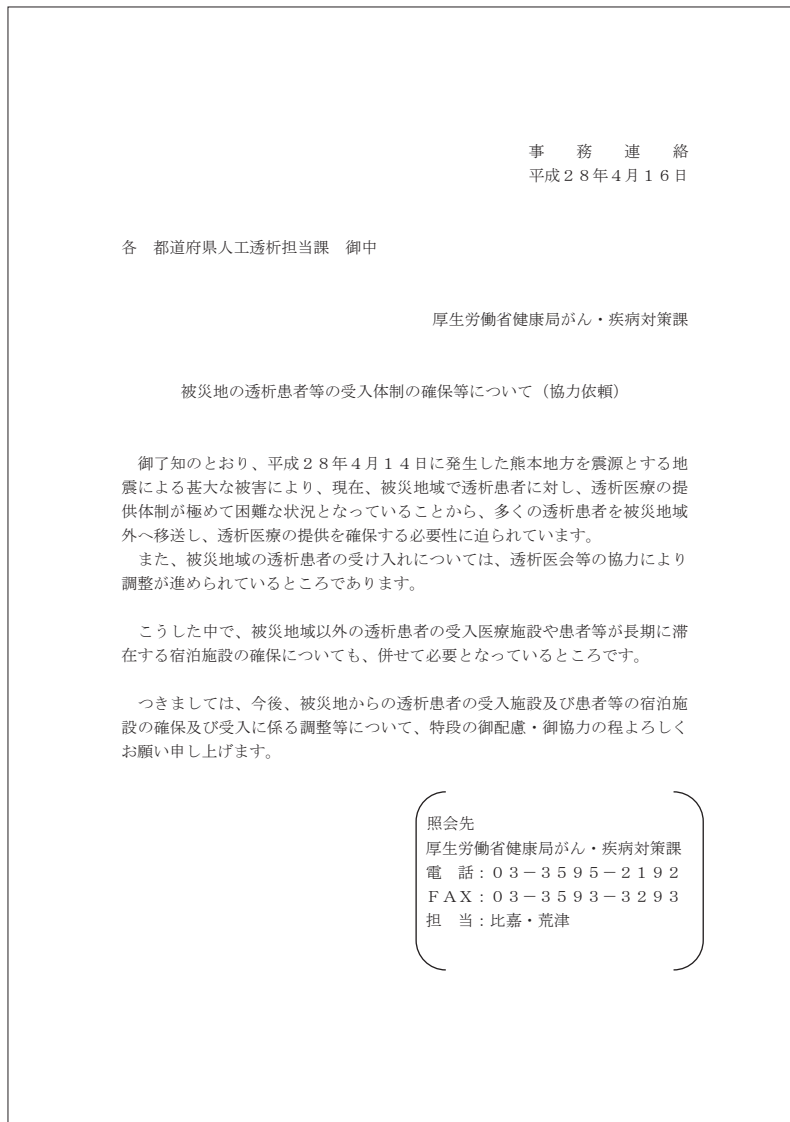 事　務　連　絡
平成２８年４月１６日
各　都道府県人工透析担当課　御中
厚生労働省健康局がん・疾病対策課
被災地の透析患者等の受入体制の確保等について（協力依頼）
御了知のとおり、平成２８年４月１４日に発生した熊本地方を震源とする地
震による甚大な被害により、現在、被災地域で透析患者に対し、透析医療の提
供体制が極めて困難な状況となっていることから、多くの透析患者を被災地域
外へ移送し、透析医療の提供を確保する必要性に迫られています。
また、被災地域の透析患者の受け入れについては、透析医会等の協力により
調整が進められているところであります。
こうした中で、被災地域以外の透析患者の受入医療施設や患者等が長期に滞
在する宿泊施設の確保についても、併せて必要となっているところです。
つきましては、今後、被災地からの透析患者の受入施設及び患者等の宿泊施
設の確保及び受入に係る調整等について、特段の御配慮・御協力の程よろしく
お願い申し上げます。
照会先
厚生労働省健康局がん・疾病対策課
電　話：０３－３５９５－２１９２
ＦＡＸ：０３－３５９３－３２９３
担　当：比嘉・荒津